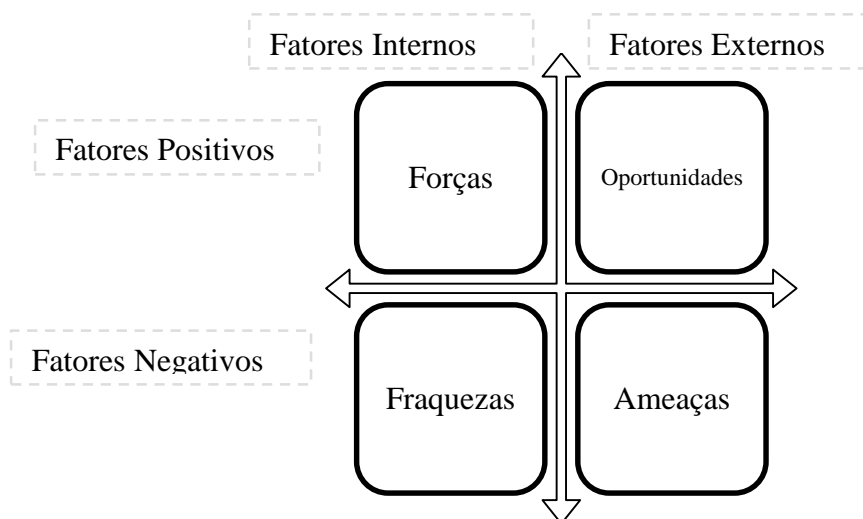 Fatores Internos
Fatores Externos
Fatores Positivos
Forças
Oportunidades
Fatores Negativos
Fraquezas
Ameaças